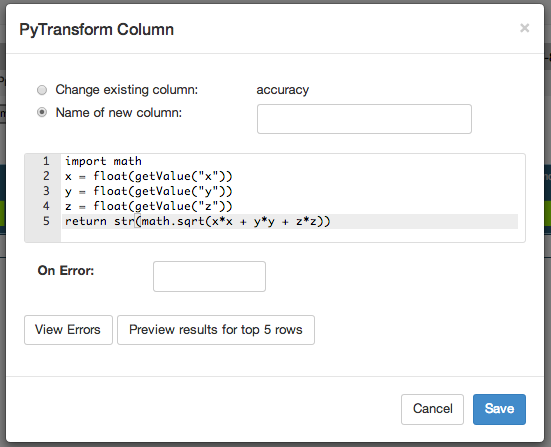 PyTransform Column ×
Change existing column: accuracy
Name of new column:
1 import math
2 x = float(getValue("x"))
3 y = float(getValue("y"))
4 z = float(getValue("z"))
5 return str(math.sqrt(x*x + y*y + z*z))
On Error:
View Errors Preview results for top 5 rows
Cancel Save